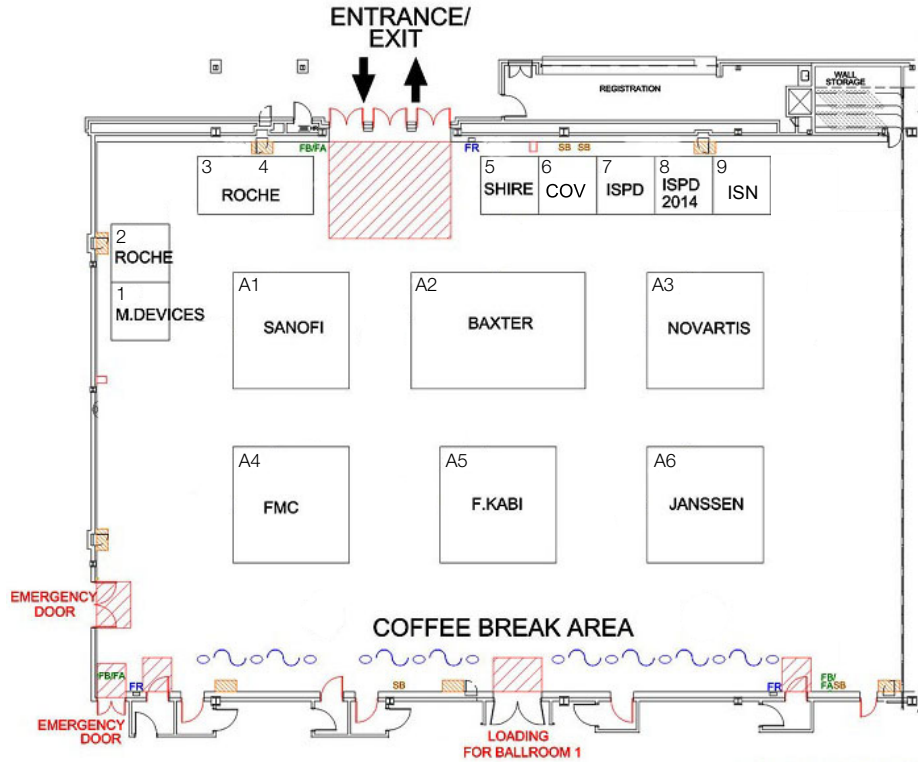 ENTRANCE/
EXIT
WALL
STORAGE
REGISTRATION
FB/FA
FR
SB SB
3 4
ROCHE
5
SHIRE
6
COV
7
ISPD
8
ISPD
2014
9
ISN
2
ROCHE
1
M.DEVICES
A1
SANOFI
A2
BAXTER
A3
NOVARTIS
A4
FMC
A5
F.KABI
A6
JANSSEN
EMERGENCY
DOOR
COFFEE BREAK AREA
FB/FA
FR
SB
FR
FB/
FASB
EMERGENCY
DOOR
LOADING
FOR BALLROOM 1